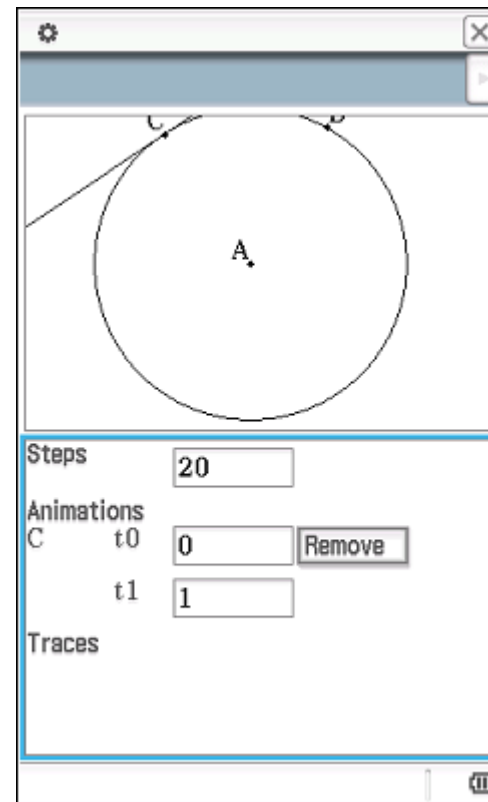 C
A
Steps 20
Animations
C t0 0 Remove
t1 1
Traces